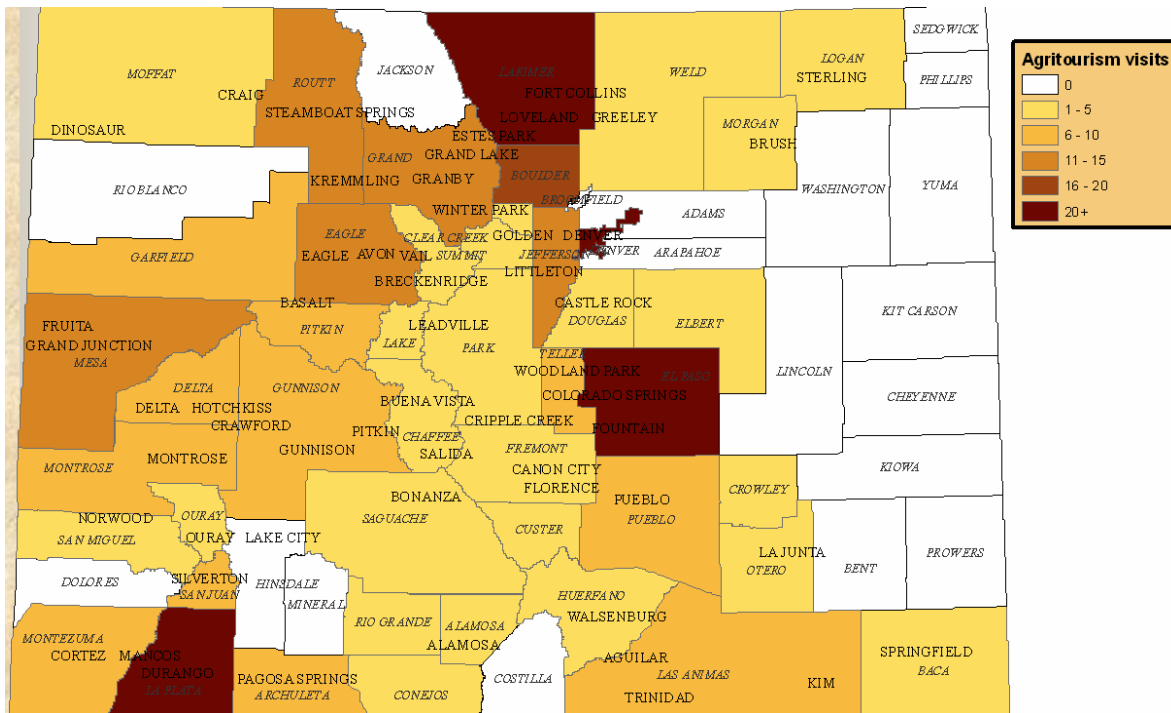 SEDGWICK
Agritourism visits
0
1 - 5
6 - 10
11 - 15
16 - 20
20+
LOGAN
STERLING
MOFFAT
JACKSON
LARIMER
WELD
PHILLIPS
ROUTT
CRAIG
FORT COLLINS
STEAMBOAT SPRINGS
LOVELAND
GREELEY
MORGAN
BRUSH
DINOSAUR
ESTES PARK
GRAND
GRAND LAKE
BOULDER
RIO BLANCO
KREMMLING
GRANBY
WASHINGTON
YUMA
BROOMFIELD
WINTER PARK
ADAMS
EAGLE
CLEAR CREEK
GOLDEN
DENVER
GARFIELD
EAGLE
AVON
VAIL
SUMMIT
JEFFERSON
DENVER
ARAPAHOE
LITTLETON
BRECKENRIDGE
BASALT
CASTLE ROCK
KIT CARSON
FRUITA
PITKIN
LEADVILLE
DOUGLAS
ELBERT
GRAND JUNCTION
LAKE
PARK
MESA
TELLER
LINCOLN
WOODLAND PARK
EL PASO
DELTA
GUNNISON
COLORADO SPRINGS
CHEYENNE
DELTA
HOTCHKISS
BUENA VISTA
CRAWFORD
CRIPPLE CREEK
PITKIN
CHAFFEE
FOUNTAIN
GUNNISON
SALIDA
FREMONT
MONTROSE
MONTROSE
CANON CITY
KIOWA
FLORENCE
BONANZA
PUEBLO
CROWLEY
NORWOOD
OURAY
SAGUACHE
PUEBLO
SAN MIGUEL
OURAY
LAKE CITY
CUSTER
LA JUNTA
PROWERS
OTERO
BENT
DOLORES
SILVERTON
HINSDALE
SAN JUAN
MINERAL
HUERFANO
WALSENBURG
RIO GRANDE
ALAMOSA
MONTEZUMA
ALAMOSA
CORTEZ
MANCOS
AGUILAR
SPRINGFIELD
DURANGO
LAS ANIMAS
BACA
LA PLATA
PAGOSA SPRINGS
COSTILLA
KIM
ARCHULETA
CONEJOS
TRINIDAD